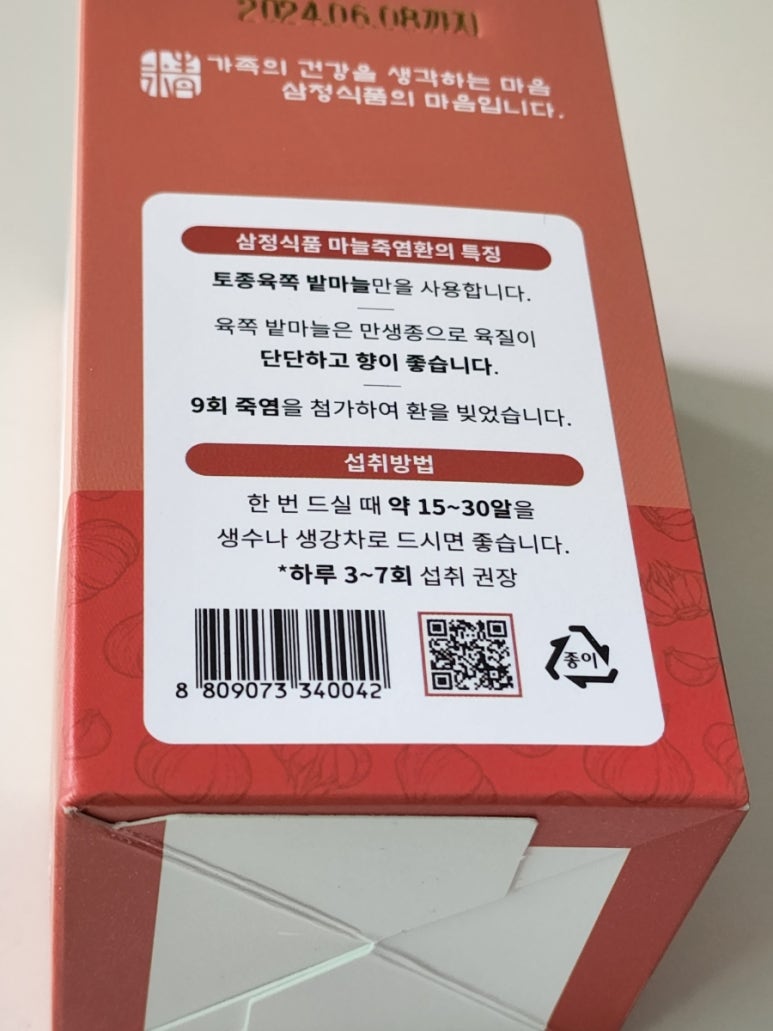 2024.06.08까지
가족의 건강을 생각하는 마음
삼정식품의 마음입니다.
삼정식품 마늘죽염환의 특징
토종육쪽 밭마늘만을 사용합니다.
육쪽 밭마늘은 만생종으로 육질이
단단하고 향이 좋습니다.
9회 죽염을 첨가하여 환을 빚었습니다.
섭취방법
한 번 드실 때 약 15~30알을
생수나 생강차로 드시면 좋습니다.
*하루 3~7회 섭취 권장
8 809073 340042
종이